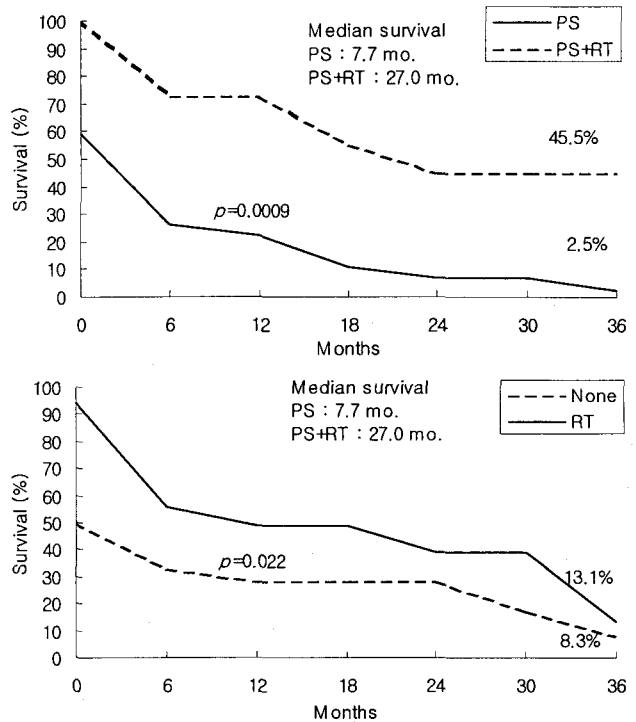 Median survival
PS : 7.7 mo.
PS+RT : 27.0 mo.
PS
PS+RT
Survival (%)
100
90
80
70
60
50
40
30
20
10
0
45.5%
p=0.0009
2.5%
0 6 12 18 24 30 36
Months
Median survival
PS : 7.7 mo.
PS+RT : 27.0 mo.
None
RT
Survival (%)
100
90
80
70
60
50
40
30
20
10
0
p=0.022
13.1%
8.3%
0 6 12 18 24 30 36
Months